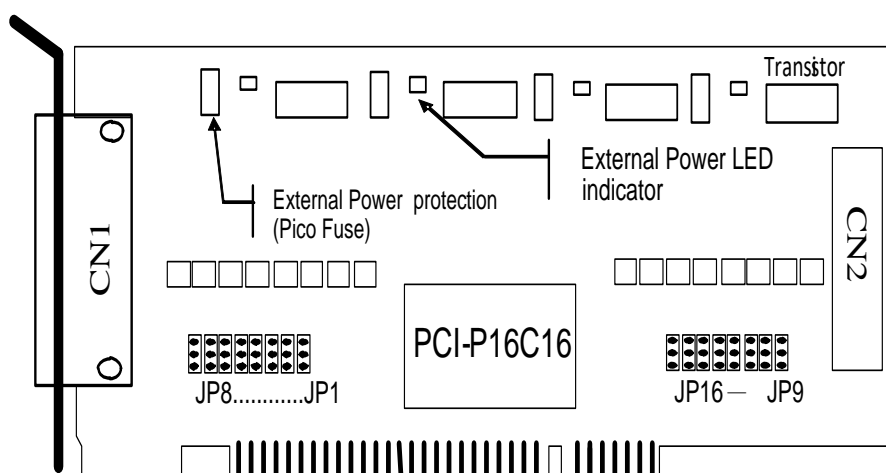 Transistor
External Power LED
indicator
External Power protection
(Pico Fuse)
CN1
CN2
PCI-P16C16
JP8............JP1
JP16 — JP9